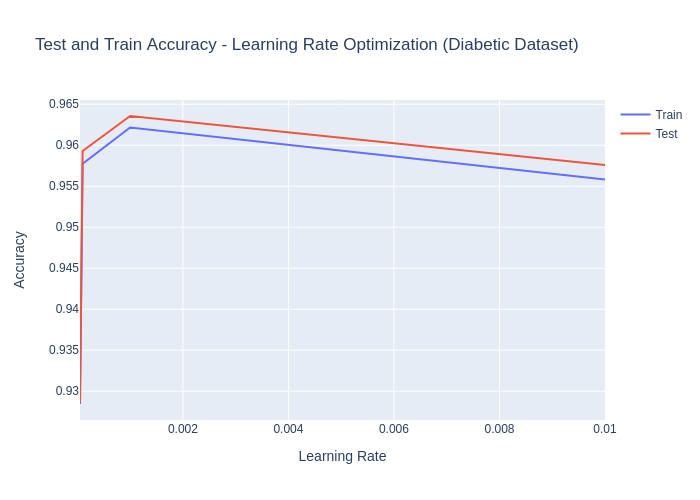 Test and Train Accuracy - Learning Rate Optimization (Diabetic Dataset)
Train
Test
Accuracy
0.965
0.96
0.955
0.95
0.945
0.94
0.935
0.93
0.002 0.004 0.006 0.008 0.01
Learning Rate